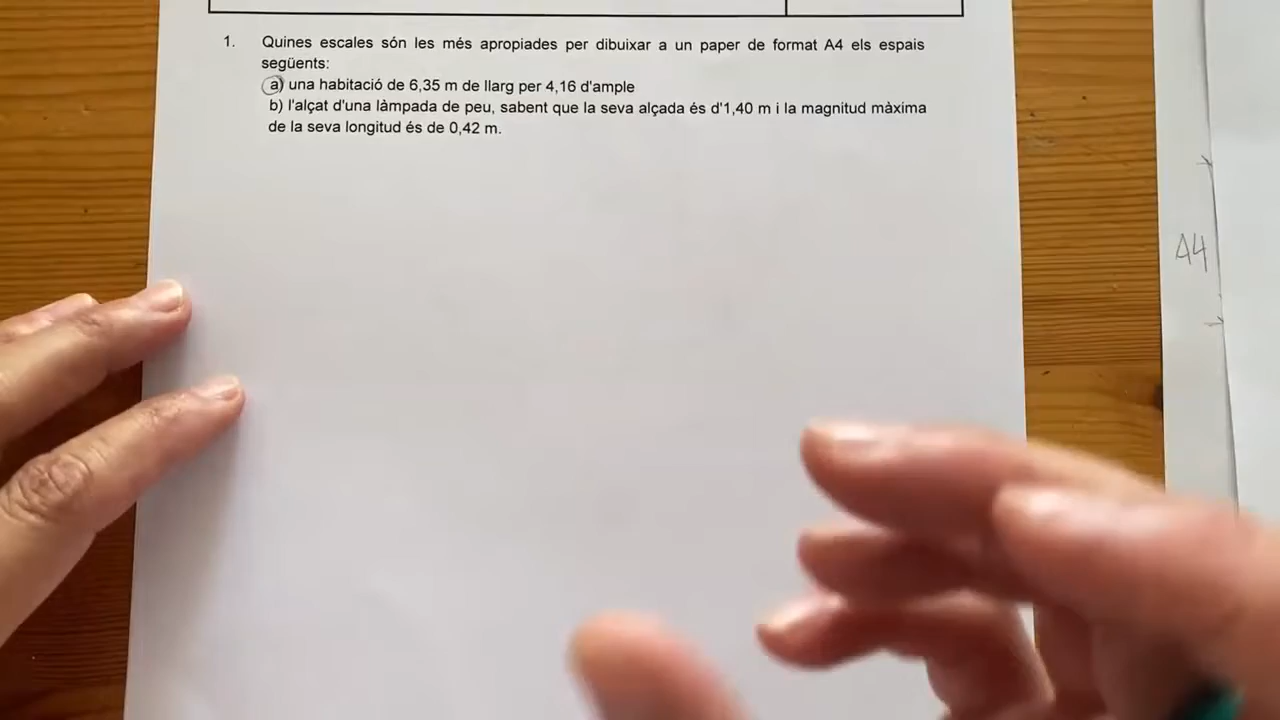 1. Quines escales són les més apropiades per dibuixar a un paper de format A4 els espais
següents:
a) una habitació de 6,35 m de llarg per 4,16 d'ample
b) l'alçat d'una làmpada de peu, sabent que la seva alçada és d'1,40 m i la magnitud màxima
de la seva longitud és de 0,42 m.
A4